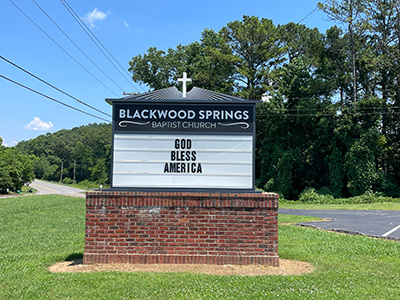 BLACKWOOD SPRINGS
BAPTIST CHURCH
GOD
BLESS
AMERICA